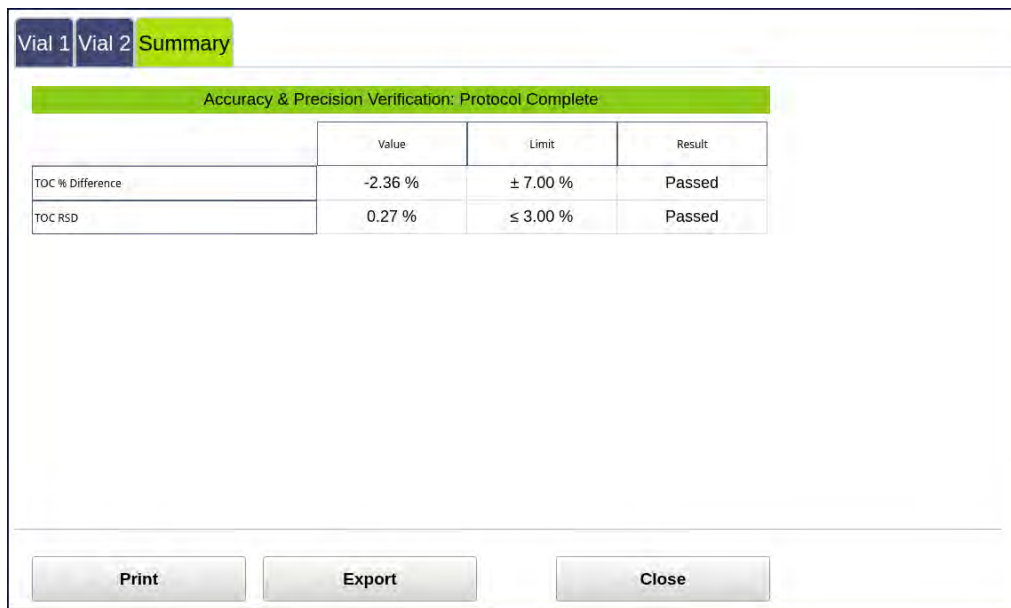 Vial 1 Vial 2 Summary
Accuracy & Precision Verification: Protocol Complete
Value Limit Result
TOC % Difference -2.36 % ± 7.00 % Passed
TOC RSD 0.27 % ≤ 3.00 % Passed
Print Export Close